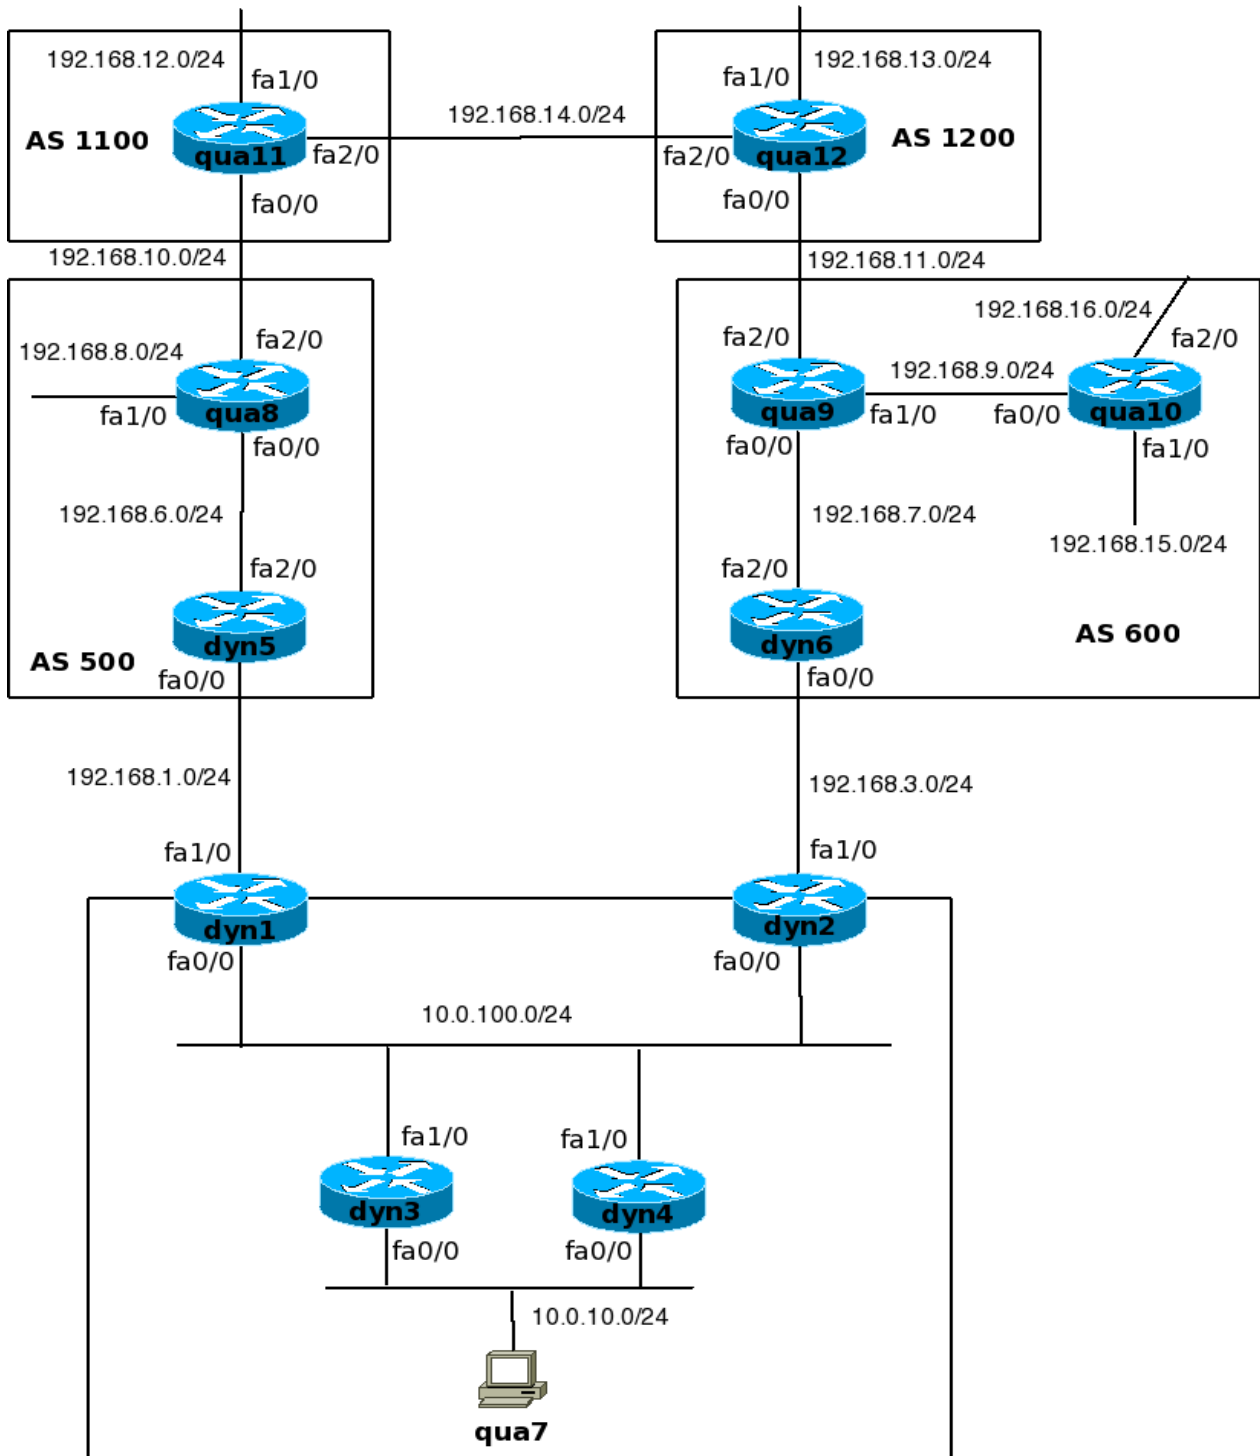 192.168.12.0/24
fa1/0
192.168.13.0/24
fa1/0
192.168.14.0/24
AS 1100
qua11
fa2/0
fa2/0
qua12
AS 1200
fa0/0
fa0/0
192.168.10.0/24
192.168.11.0/24
192.168.16.0/24
fa2/0
fa2/0
fa2/0
192.168.8.0/24
192.168.9.0/24
fa1/0
qua8
qua9
fa1/0
fa0/0
qua10
fa0/0
fa0/0
fa1/0
192.168.6.0/24
192.168.7.0/24
192.168.15.0/24
fa2/0
fa2/0
dyn5
dyn6
AS 600
AS 500
fa0/0
fa0/0
192.168.1.0/24
192.168.3.0/24
fa1/0
fa1/0
dyn1
dyn2
fa0/0
fa0/0
10.0.100.0/24
fa1/0
fa1/0
dyn3
dyn4
fa0/0
fa0/0
10.0.10.0/24
qua7